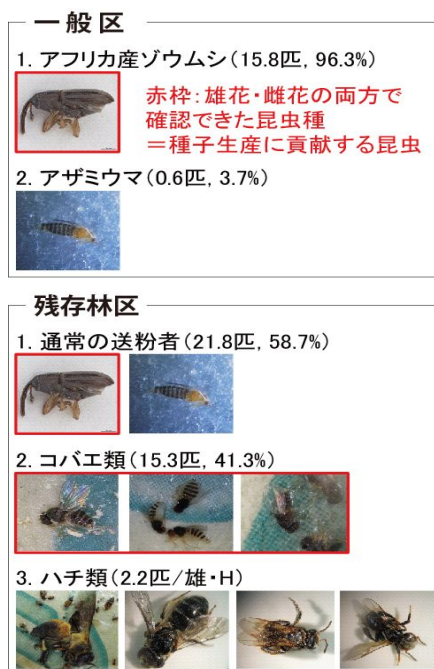 一般区
1. アフリカ産ゾウムシ(15.8匹, 96.3%)
赤枠:雄花・雌花の両方で
確認できた昆虫種
=種子生産に貢献する昆虫
2. アザミウマ(0.6匹, 3.7%)
残存林区
1. 通常の送粉者(21.8匹, 58.7%)
2. コバエ類(15.3匹, 41.3%)
3. ハチ類(2.2匹/雄・H)